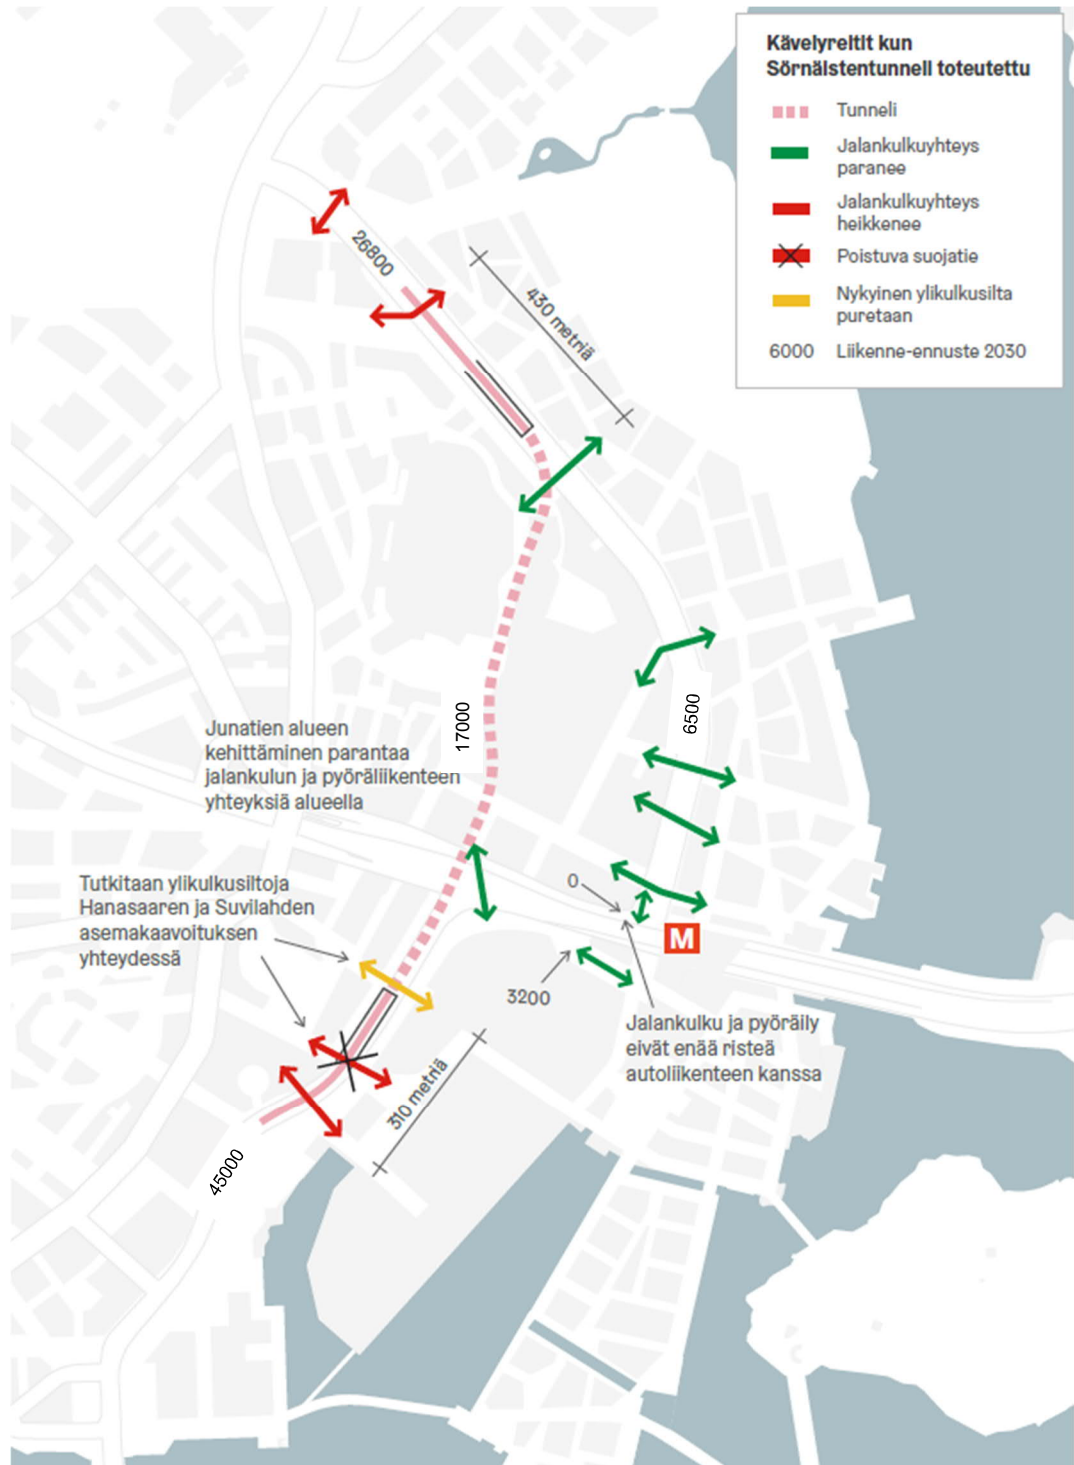 Kävelyreitit kun
Sörnäistentunneli toteutettu
Tunneli
Jalankulkuyhteys
paranee
Jalankulkuyhteys
heikkenee
Poistuva suojatie
Nykyinen ylikulkusilta
puretaan
6000 Liikenne-ennuste 2030
26800
430 metriä
17000
6500
Junatien alueen
kehittäminen parantaa
jalankulun ja pyöräliikenteen
yhteyksiä alueella
Tutkitaan ylikulkusiltoja
Hanasaaren ja Suvilahden
asemakaavoituksen
yhteydessä
0
M
3200
Jalankulku ja pyöräily
eivät enää risteä
autoliikenteen kanssa
310 metriä
45000